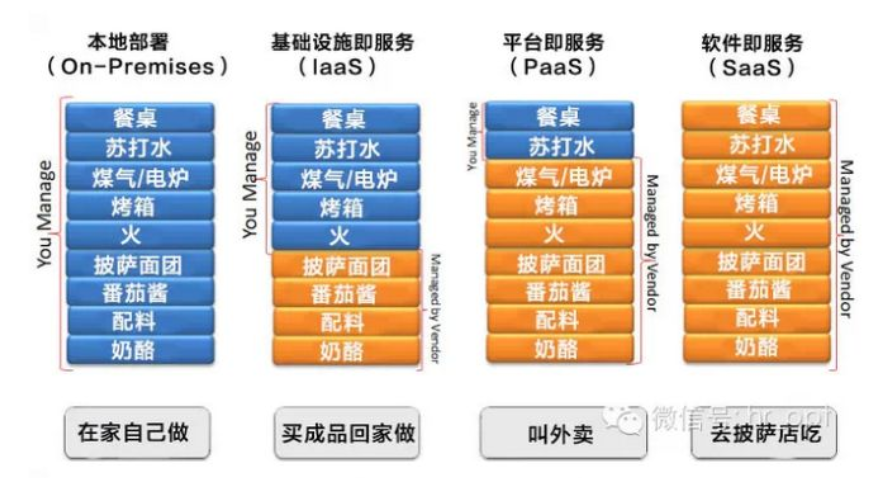 本地部署
（On-Premises）
基础设施即服务
（IaaS）
平台即服务
（PaaS）
软件即服务
（SaaS）
You Manage
餐桌
苏打水
煤气/电炉
烤箱
火
披萨面团
番茄酱
配料
奶酪
You Manage
餐桌
苏打水
煤气/电炉
烤箱
火
披萨面团
番茄酱
配料
奶酪
Managed by Vendor
You Manage
餐桌
苏打水
煤气/电炉
烤箱
火
披萨面团
番茄酱
配料
奶酪
Managed by Vendor
餐桌
苏打水
煤气/电炉
烤箱
火
披萨面团
番茄酱
配料
奶酪
Managed by Vendor
在家自己做
买成品回家做
叫外卖
去披萨店吃
微信号: